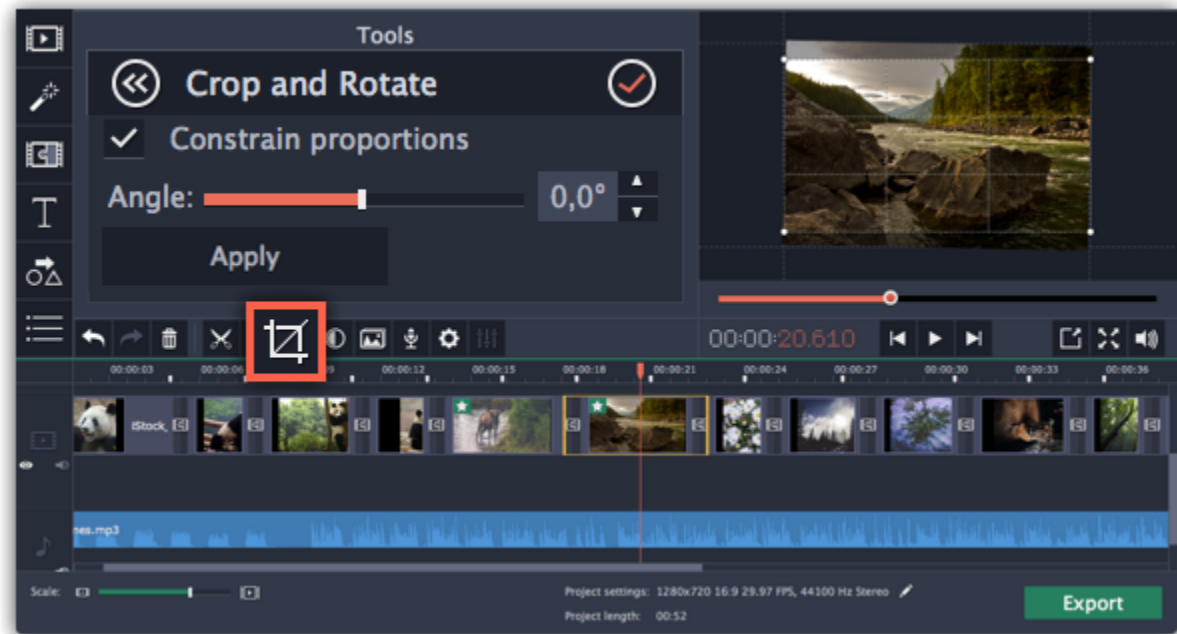 Tools
Crop and Rotate
Constrain proportions
Angle: 0,0°
Apply
00:00:20.610
00:00:03 00:00:06 09 00:00:12 00:00:15 00:00:18 00:00:21 00:00:24 00:00:27 00:00:30 00:00:33 00:00:36
iStock_
nes.mp3
Scale:
Project settings: 1280x720 16:9 29.97 FPS, 44100 Hz Stereo
Project length: 00:52
Export